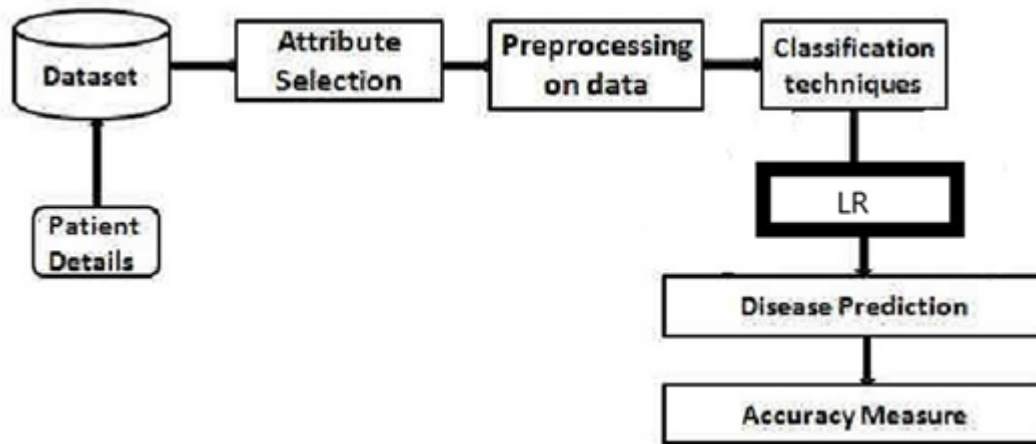 Dataset
Attribute
Selection
Preprocessing
on data
Classification
techniques
Patient
Details
LR
Disease Prediction
Accuracy Measure